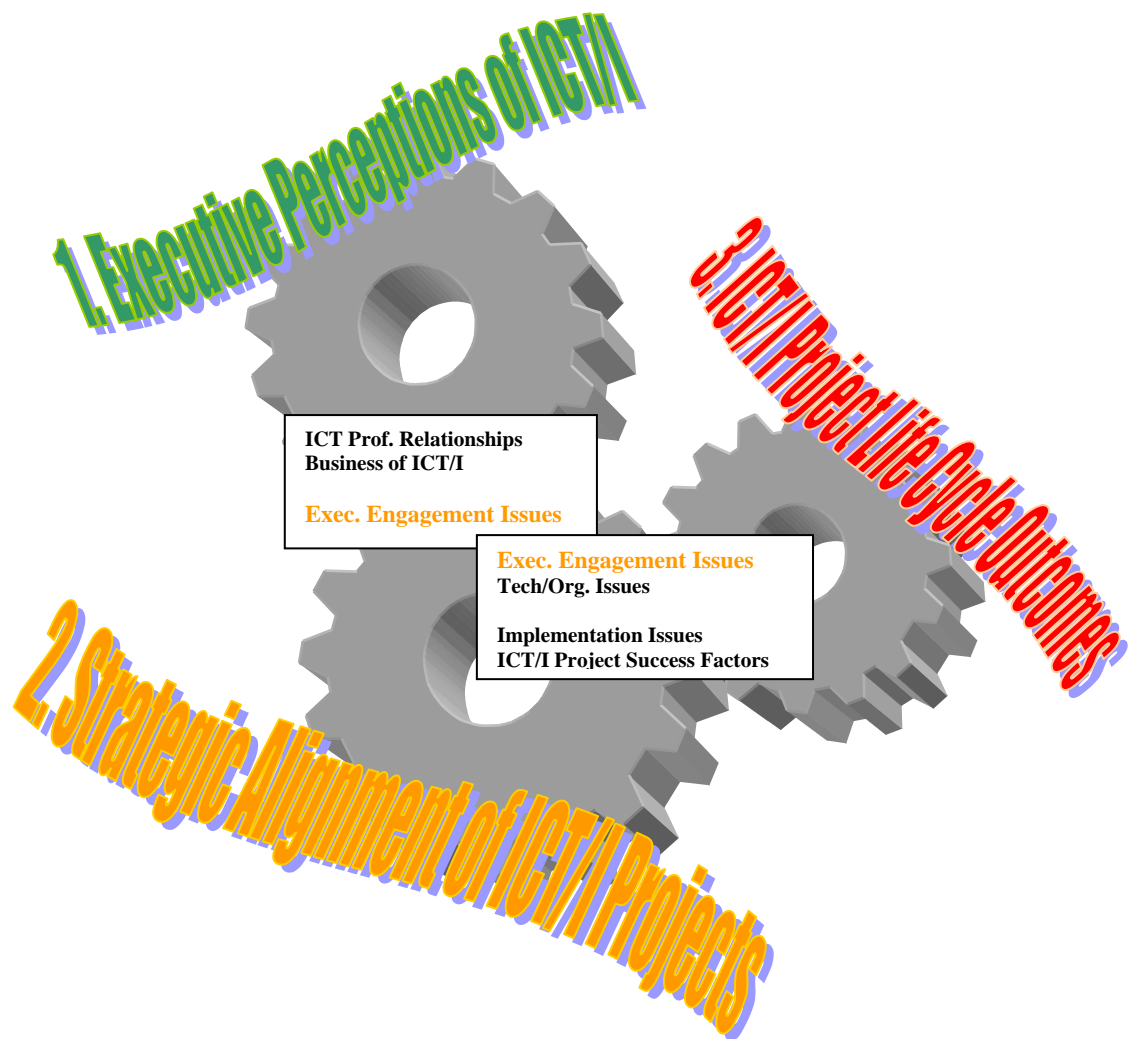 1. Executive Perceptions of ICT/I
3. ICT/I Project Life Cycle Outcomes
ICT Prof. Relationships
Business of ICT/I
Exec. Engagement Issues
Exec. Engagement Issues
Tech/Org. Issues
Implementation Issues
ICT/I Project Success Factors
2. Strategic Alignment of ICT/I Projects